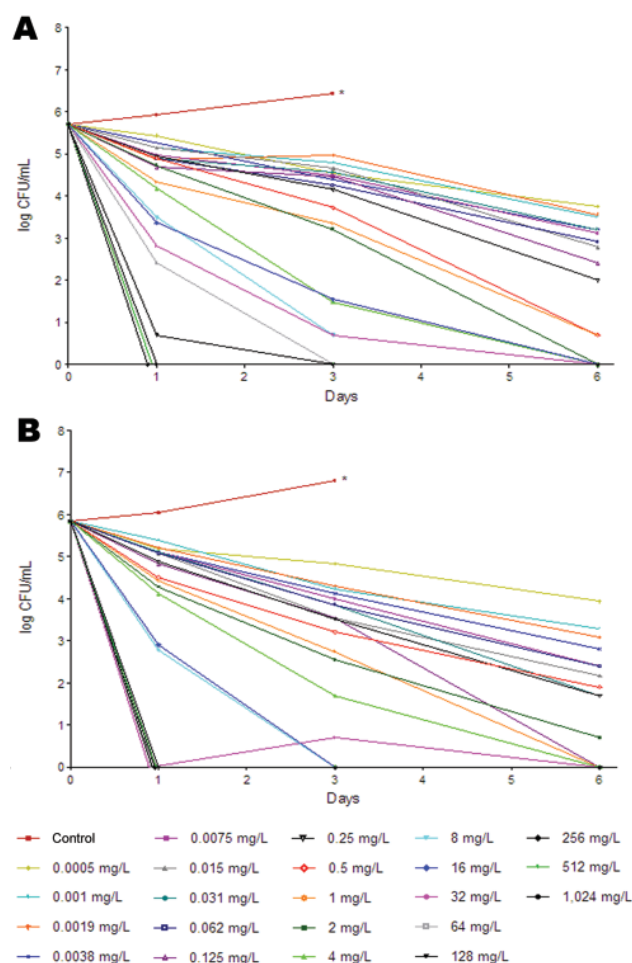 A
8
7
6
5
4
3
2
1
0
log CFU/mL
*
0 1 2 3 4 5 6
Days
B
8
7
6
5
4
3
2
1
0
log CFU/mL
*
0 1 2 3 4 5 6
Days
Control 0.0075 mg/L 0.25 mg/L 8 mg/L 256 mg/L
0.0005 mg/L 0.015 mg/L 0.5 mg/L 16 mg/L 512 mg/L
0.001 mg/L 0.031 mg/L 1 mg/L 32 mg/L 1,024 mg/L
0.0019 mg/L 0.062 mg/L 2 mg/L 64 mg/L
0.0038 mg/L 0.125 mg/L 4 mg/L 128 mg/L